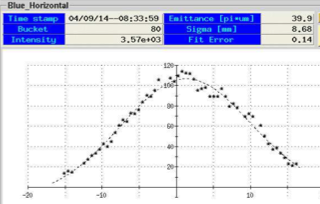 Blue_Horizontal
Time stamp 04/09/14--08:33:59 Emittance [pi*um] 39.9
Bucket 80 Sigma [mm] 8.68
Intensity 3.57e+03 Fit Error 0.14
120
100
80
60
40
20
-20 -10 0 10